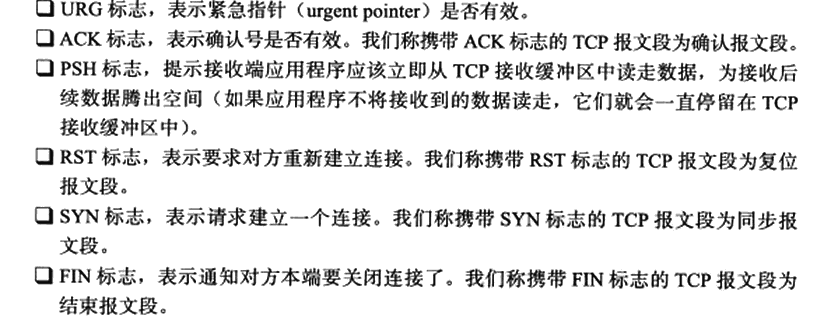 ❑ URG 标志，表示紧急指针（urgent pointer）是否有效。
❑ ACK 标志，表示确认号是否有效。我们称携带 ACK 标志的 TCP 报文段为确认报文段。
❑ PSH 标志，提示接收端应用程序应该立即从 TCP 接收缓冲区中读走数据，为接收后
续数据腾出空间（如果应用程序不将接收到的数据读走，它们就会一直停留在 TCP
接收缓冲区中）。
❑ RST 标志，表示要求对方重新建立连接。我们称携带 RST 标志的 TCP 报文段为复位
报文段。
❑ SYN 标志，表示请求建立一个连接。我们称携带 SYN 标志的 TCP 报文段为同步报
文段。
❑ FIN 标志，表示通知对方本端要关闭连接了。我们称携带 FIN 标志的 TCP 报文段为
结束报文段。